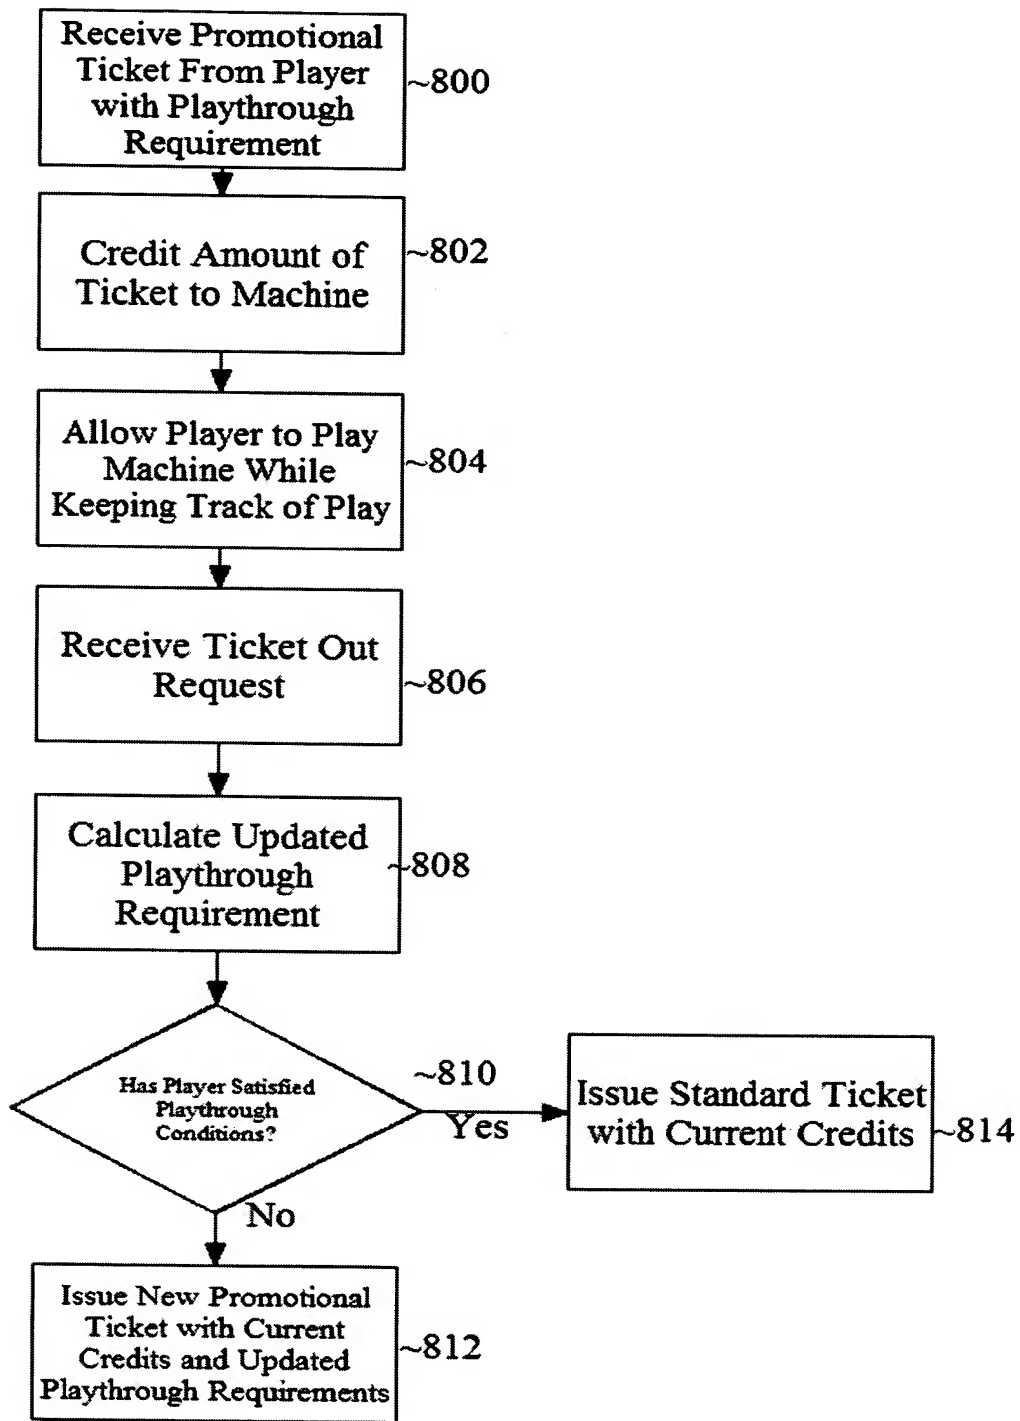 Receive Promotional
Ticket From Player
with Playthrough
Requirement
~800
Credit Amount of
Ticket to Machine
~802
Allow Player to Play
Machine While
Keeping Track of Play
~804
Receive Ticket Out
Request
~806
Calculate Updated
Playthrough
Requirement
~808
Has Player Satisfied
Playthrough
Conditions?
~810
Yes
Issue Standard Ticket
with Current Credits
~814
No
Issue New Promotional
Ticket with Current
Credits and Updated
Playthrough Requirements
~812